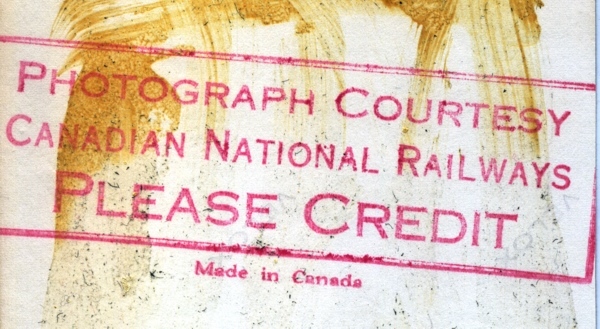 PHOTOGRAPH COURTESY
CANADIAN NATIONAL RAILWAYS
PLEASE CREDIT
Made in Canada